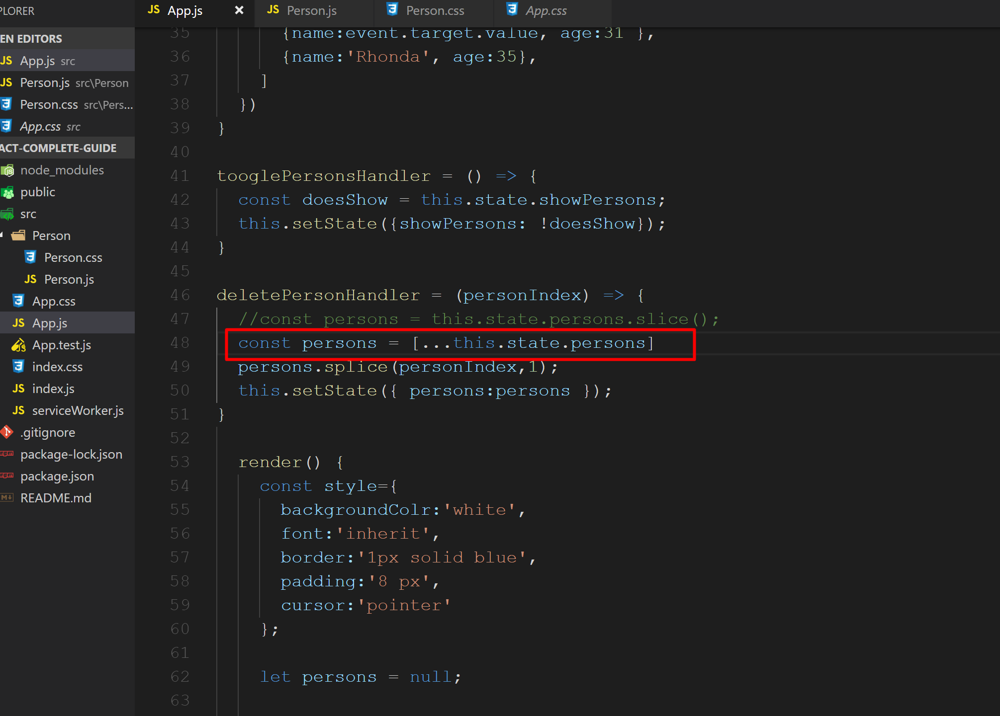 PLORER
EN EDITORS
JS App.js src
JS Person.js src\Person
Person.css src\Pers...
App.css src
ACT-COMPLETE-GUIDE
node_modules
public
src
Person
Person.css
JS Person.js
App.css
JS App.js
App.test.js
index.css
JS index.js
JS serviceWorker.js
.gitignore
package-lock.json
package.json
README.md
JS App.js ×
JS Person.js
Person.css
App.css
35 {name:event.target.value, age:31 },
36 {name:'Rhonda', age:35},
37 ]
38 })
39 }
40
41 tooglePersonsHandler = () => {
42 const doesShow = this.state.showPersons;
43 this.setState({showPersons: !doesShow});
44 }
45
46 deletePersonHandler = (personIndex) => {
47 //const persons = this.state.persons.slice();
48 const persons = [...this.state.persons]
49 persons.splice(personIndex,1);
50 this.setState({ persons:persons });
51 }
52
53 render() {
54 const style={
55 backgroundColr:'white',
56 font:'inherit',
57 border:'1px solid blue',
58 padding:'8 px',
59 cursor:'pointer'
60 };
61
62 let persons = null;
63